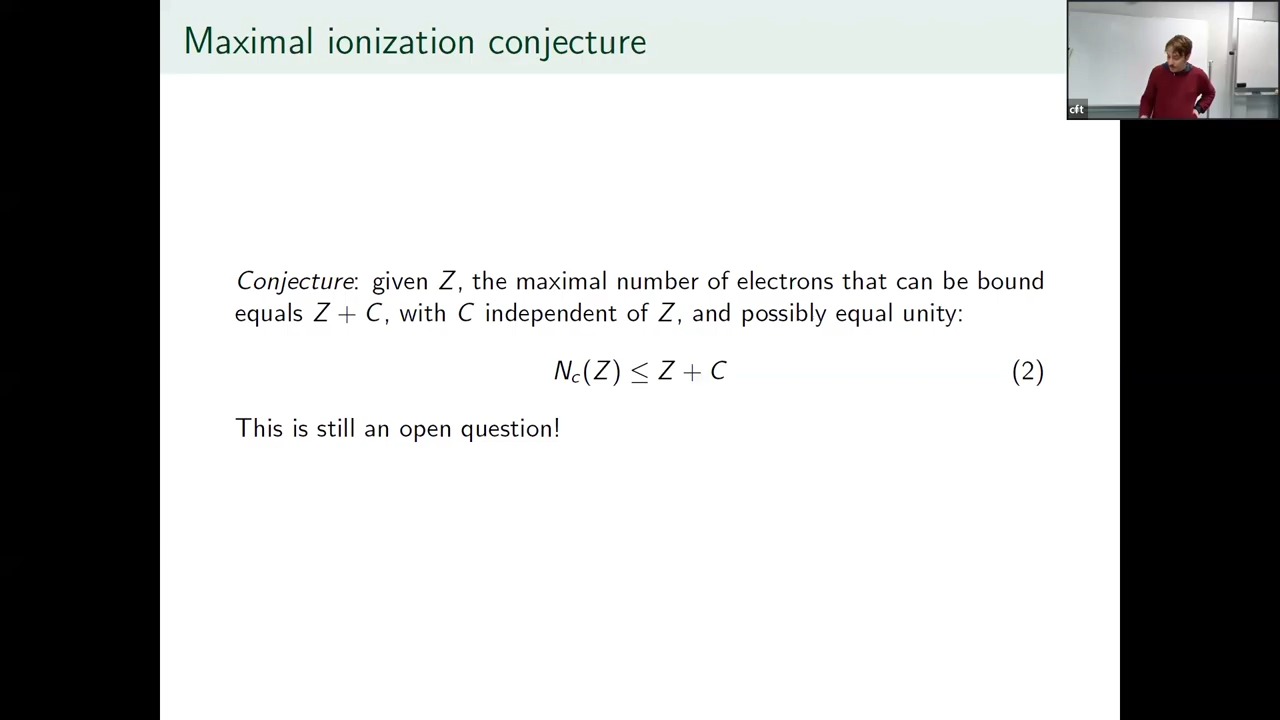 Maximal ionization conjecture
cft
Conjecture: given Z, the maximal number of electrons that can be bound
equals Z + C, with C independent of Z, and possibly equal unity:
N_c(Z) ≤ Z + C (2)
This is still an open question!